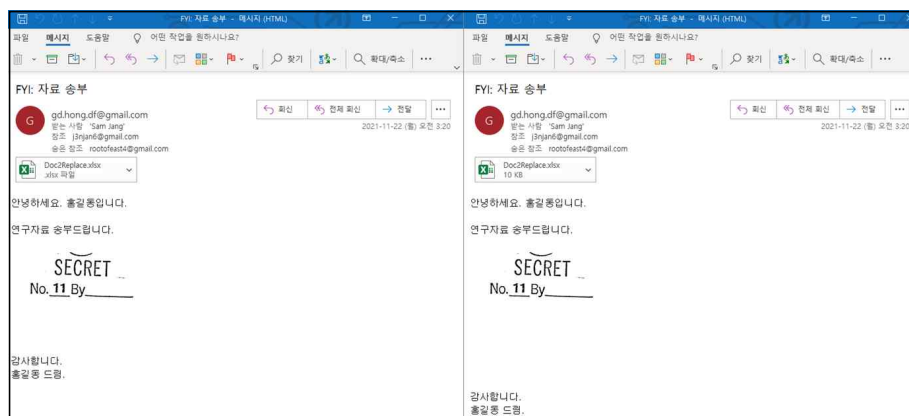 FYI: 자료 송부 - 메시지 (HTML)
파일 메시지 도움말 어떤 작업을 원하시나요?
찾기 확대/축소
FYI: 자료 송부
G
gd.hong.df@gmail.com
받는 사람 'Sam Jang'
참조 j3njan6@gmail.com
숨은 참조 rootofeast4@gmail.com
회신 전체 회신 전달
2021-11-22 (월) 오전 3:20
Doc2Replace.xlsx
.xlsx 파일
안녕하세요. 홍길동입니다.
연구자료 송부드립니다.
SECRET
No. 11 By
감사합니다.
홍길동 드림.
FYI: 자료 송부 - 메시지 (HTML)
파일 메시지 도움말 어떤 작업을 원하시나요?
찾기 확대/축소
FYI: 자료 송부
G
gd.hong.df@gmail.com
받는 사람 'Sam Jang'
참조 j3njan6@gmail.com
숨은 참조 rootofeast4@gmail.com
회신 전체 회신 전달
2021-11-22 (월) 오전 3:20
Doc2Replace.xlsx
10 KB
안녕하세요. 홍길동입니다.
연구자료 송부드립니다.
SECRET
No. 11 By
감사합니다.
홍길동 드림.